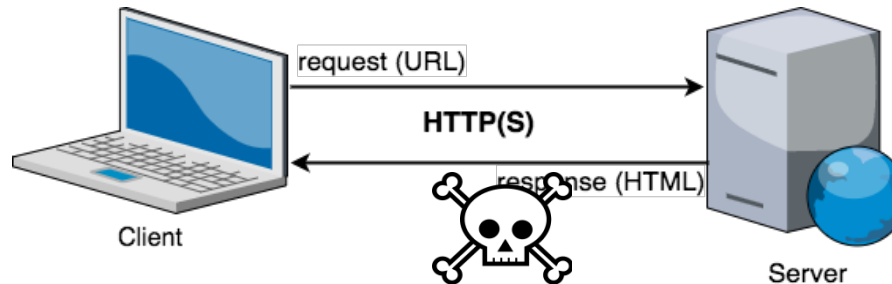 request (URL)
HTTP(S)
response (HTML)
Client
Server